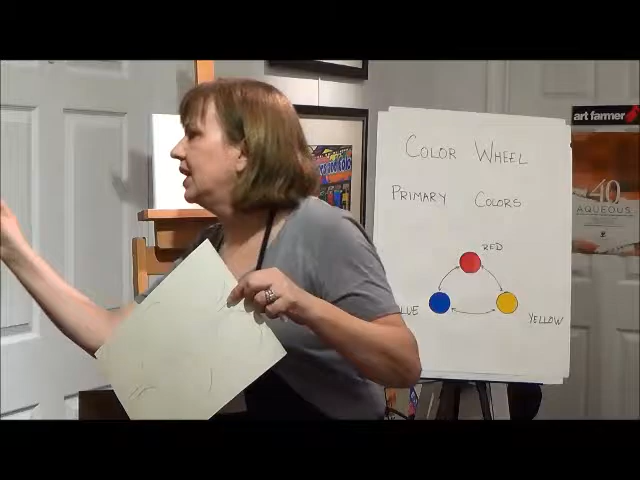 COLOR WHEEL
PRIMARY COLORS
RED
LUE
YELLOW
art farmer
40
AQUEOUS